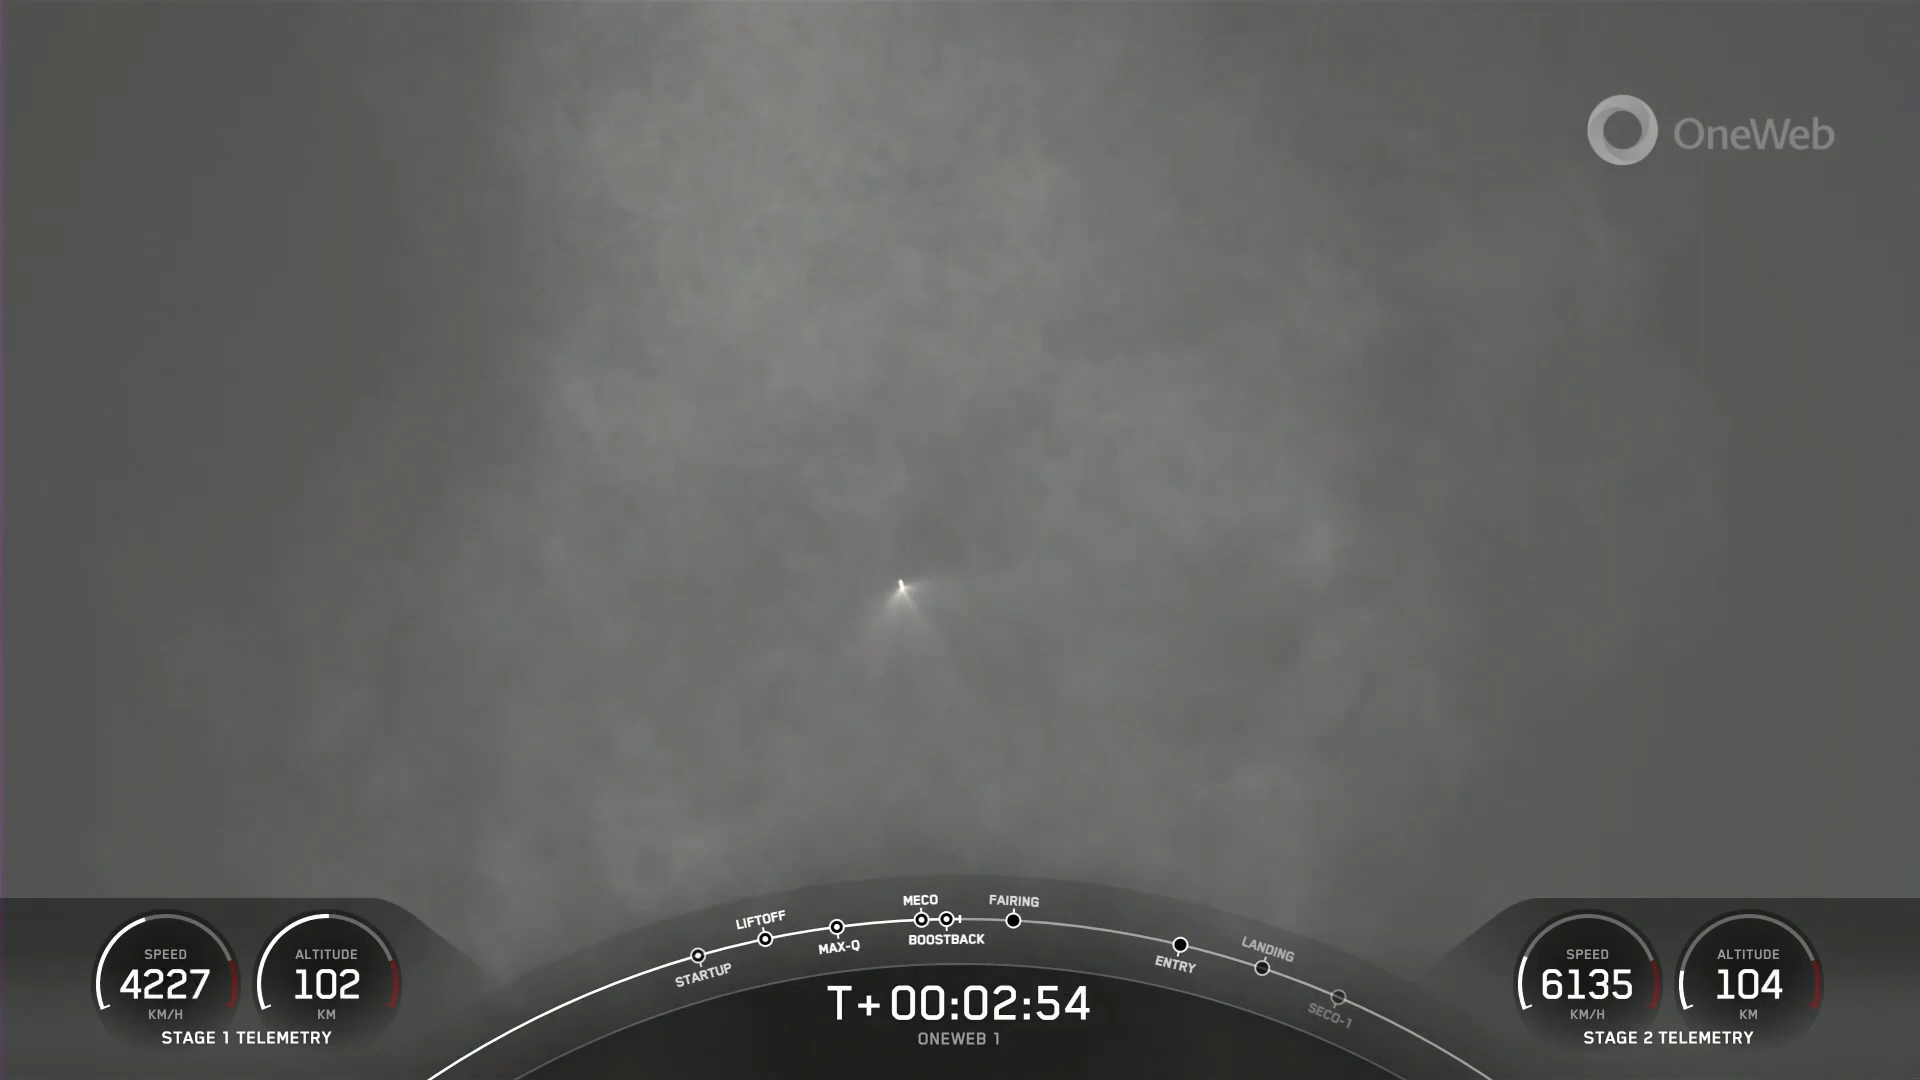 OneWeb
SPEED
4227
KM/H
ALTITUDE
102
KM
STAGE 1 TELEMETRY
STARTUP
LIFTOFF
MAX-Q
MECO
BOOSTBACK
FAIRING
ENTRY
LANDING
SECO-1
T+00:02:54
ONEWEB 1
SPEED
6135
KM/H
ALTITUDE
104
KM
STAGE 2 TELEMETRY